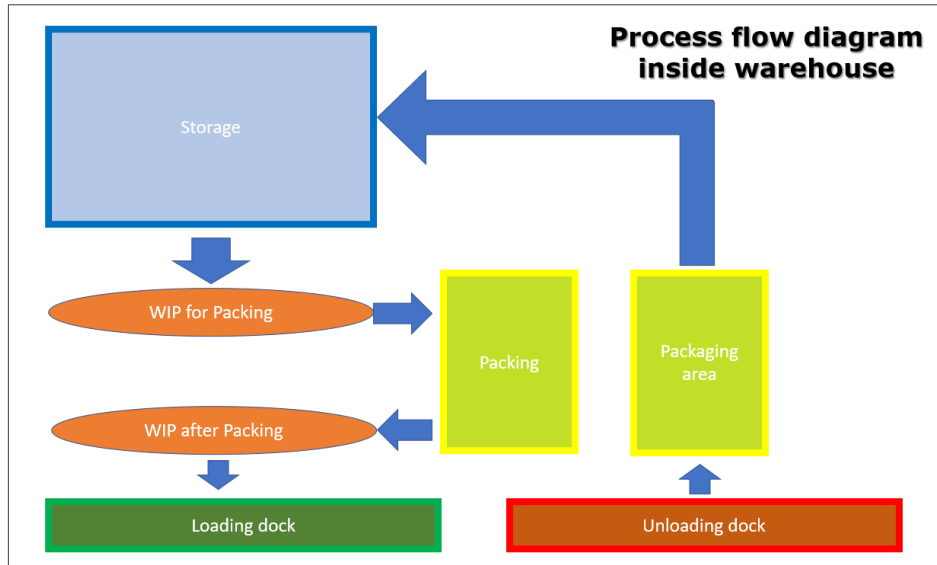 Process flow diagram
inside warehouse
Storage
WIP for Packing
Packing
Packaging
area
WIP after Packing
Loading dock
Unloading dock